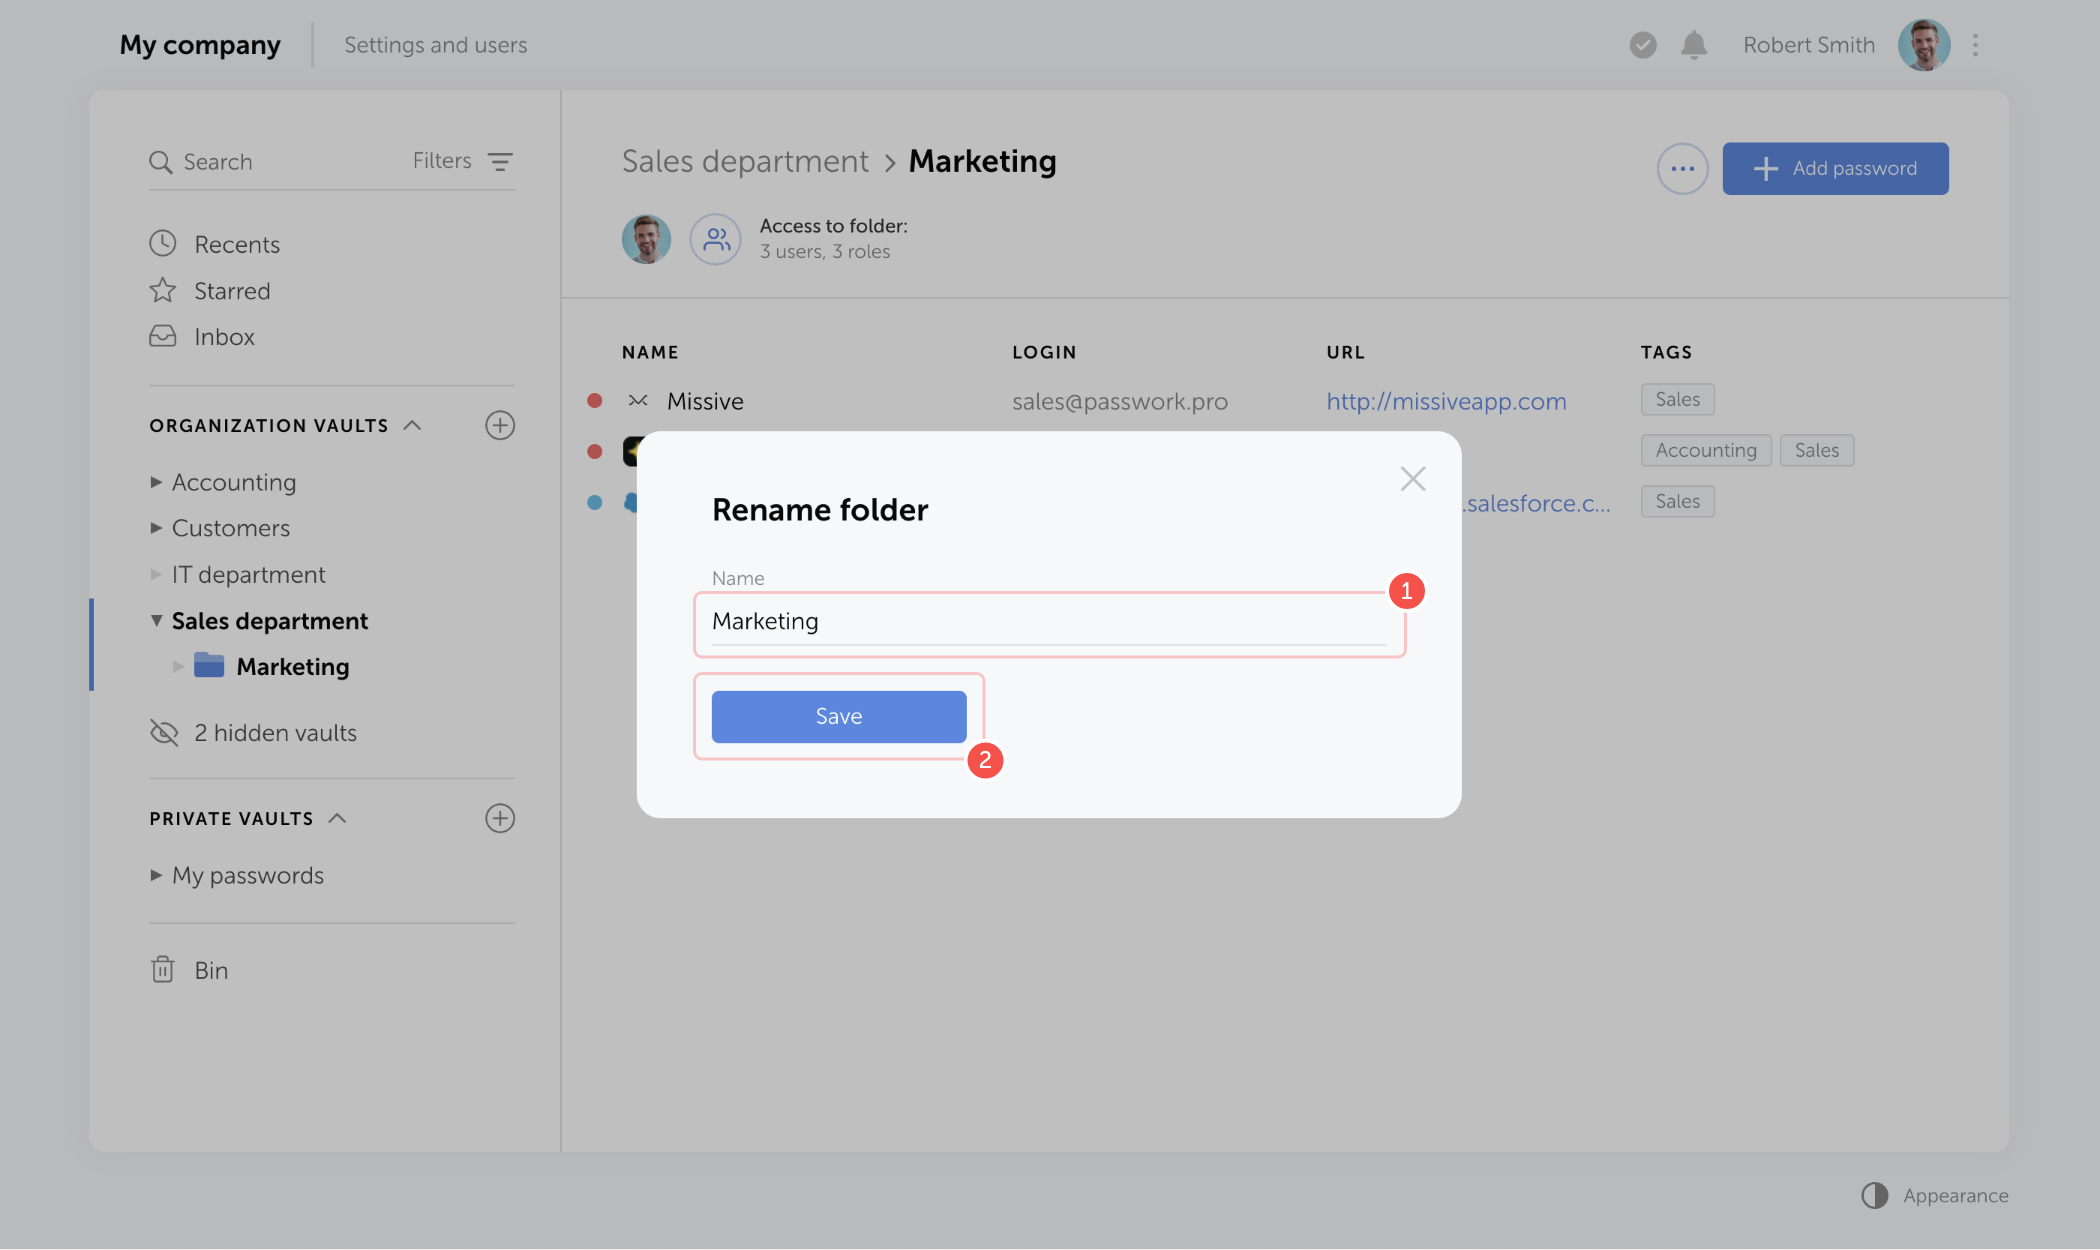 My company
Settings and users
Robert Smith
Search
Filters
Recents
Starred
Inbox
ORGANIZATION VAULTS
Accounting
Customers
IT department
Sales department
Marketing
2 hidden vaults
PRIVATE VAULTS
My passwords
Bin
Sales department > Marketing
Add password
Access to folder:
3 users, 3 roles
NAME LOGIN URL TAGS
Missive sales@passwork.pro http://missiveapp.com Sales
Accounting Sales
.salesforce.c... Sales
Rename folder
Name
1
Marketing
Save
2
Appearance